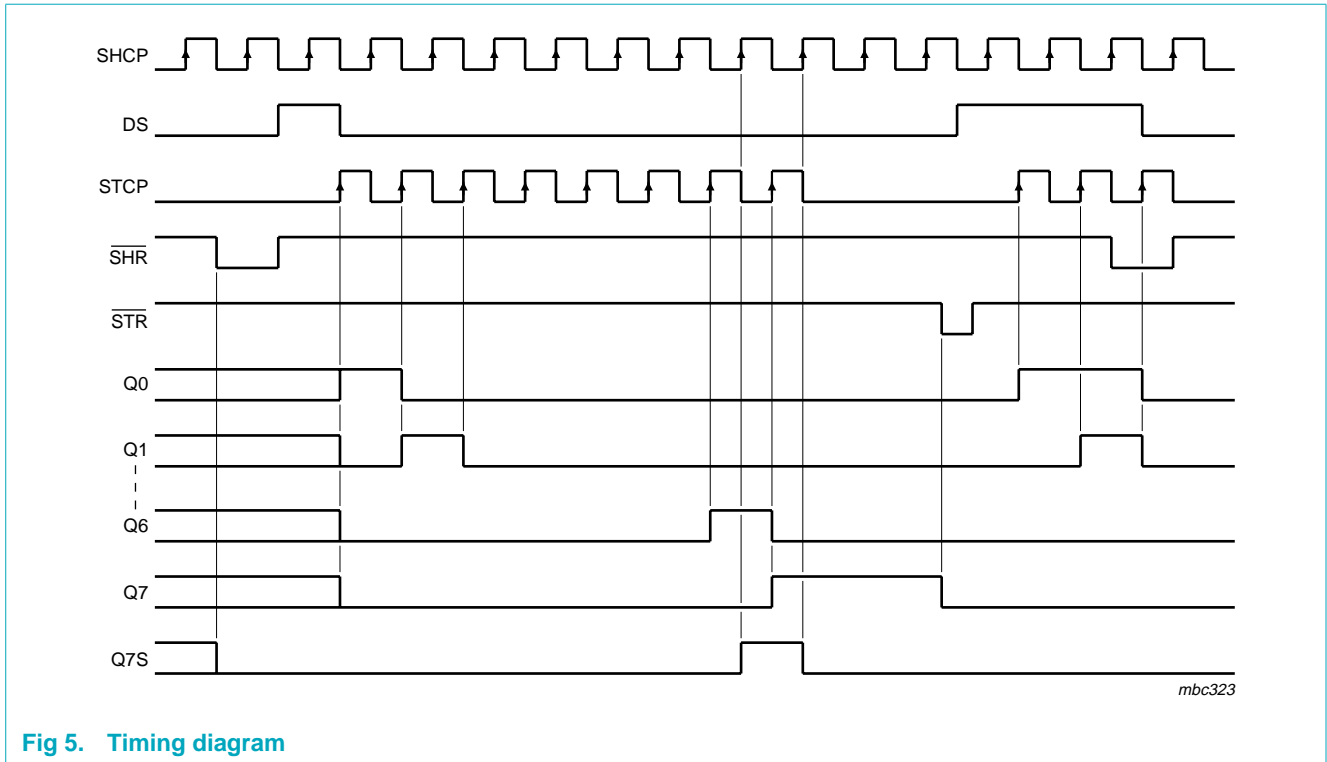 SHCP
DS
STCP
SHR
STR
Q0
Q1
Q6
Q7
Q7S
mbc323
Fig 5. Timing diagram